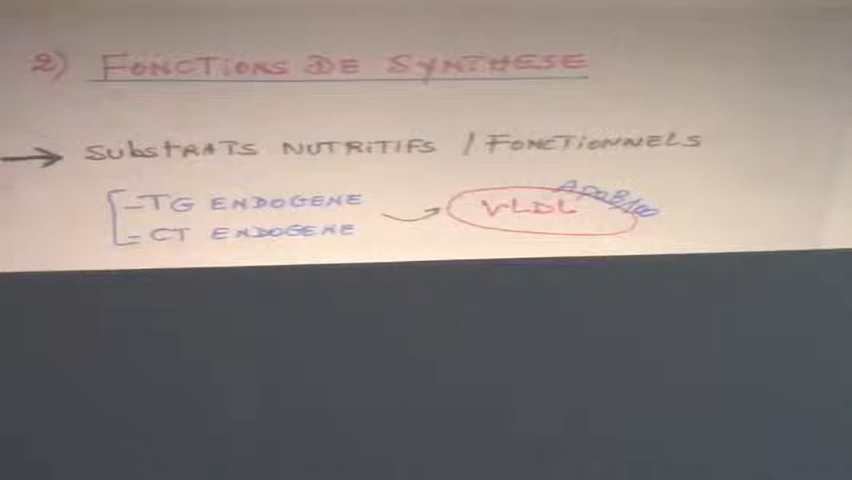 2) FONCTIONS DE SYNTHESE
→ SUBSTRATS NUTRITIFS / FONCTIONNELS
- TG ENDOGENE
- CT ENDOGENE
VLDL
APOB100